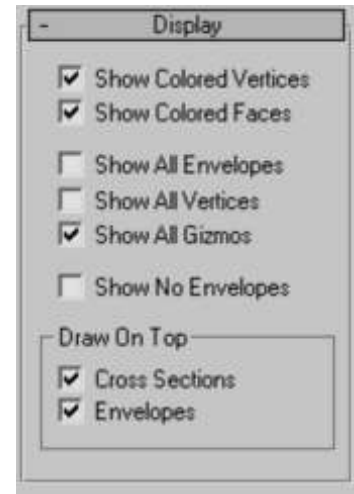 - Display
Show Colored Vertices
Show Colored Faces
Show All Envelopes
Show All Vertices
Show All Gizmos
Show No Envelopes
Draw On Top
Cross Sections
Envelopes